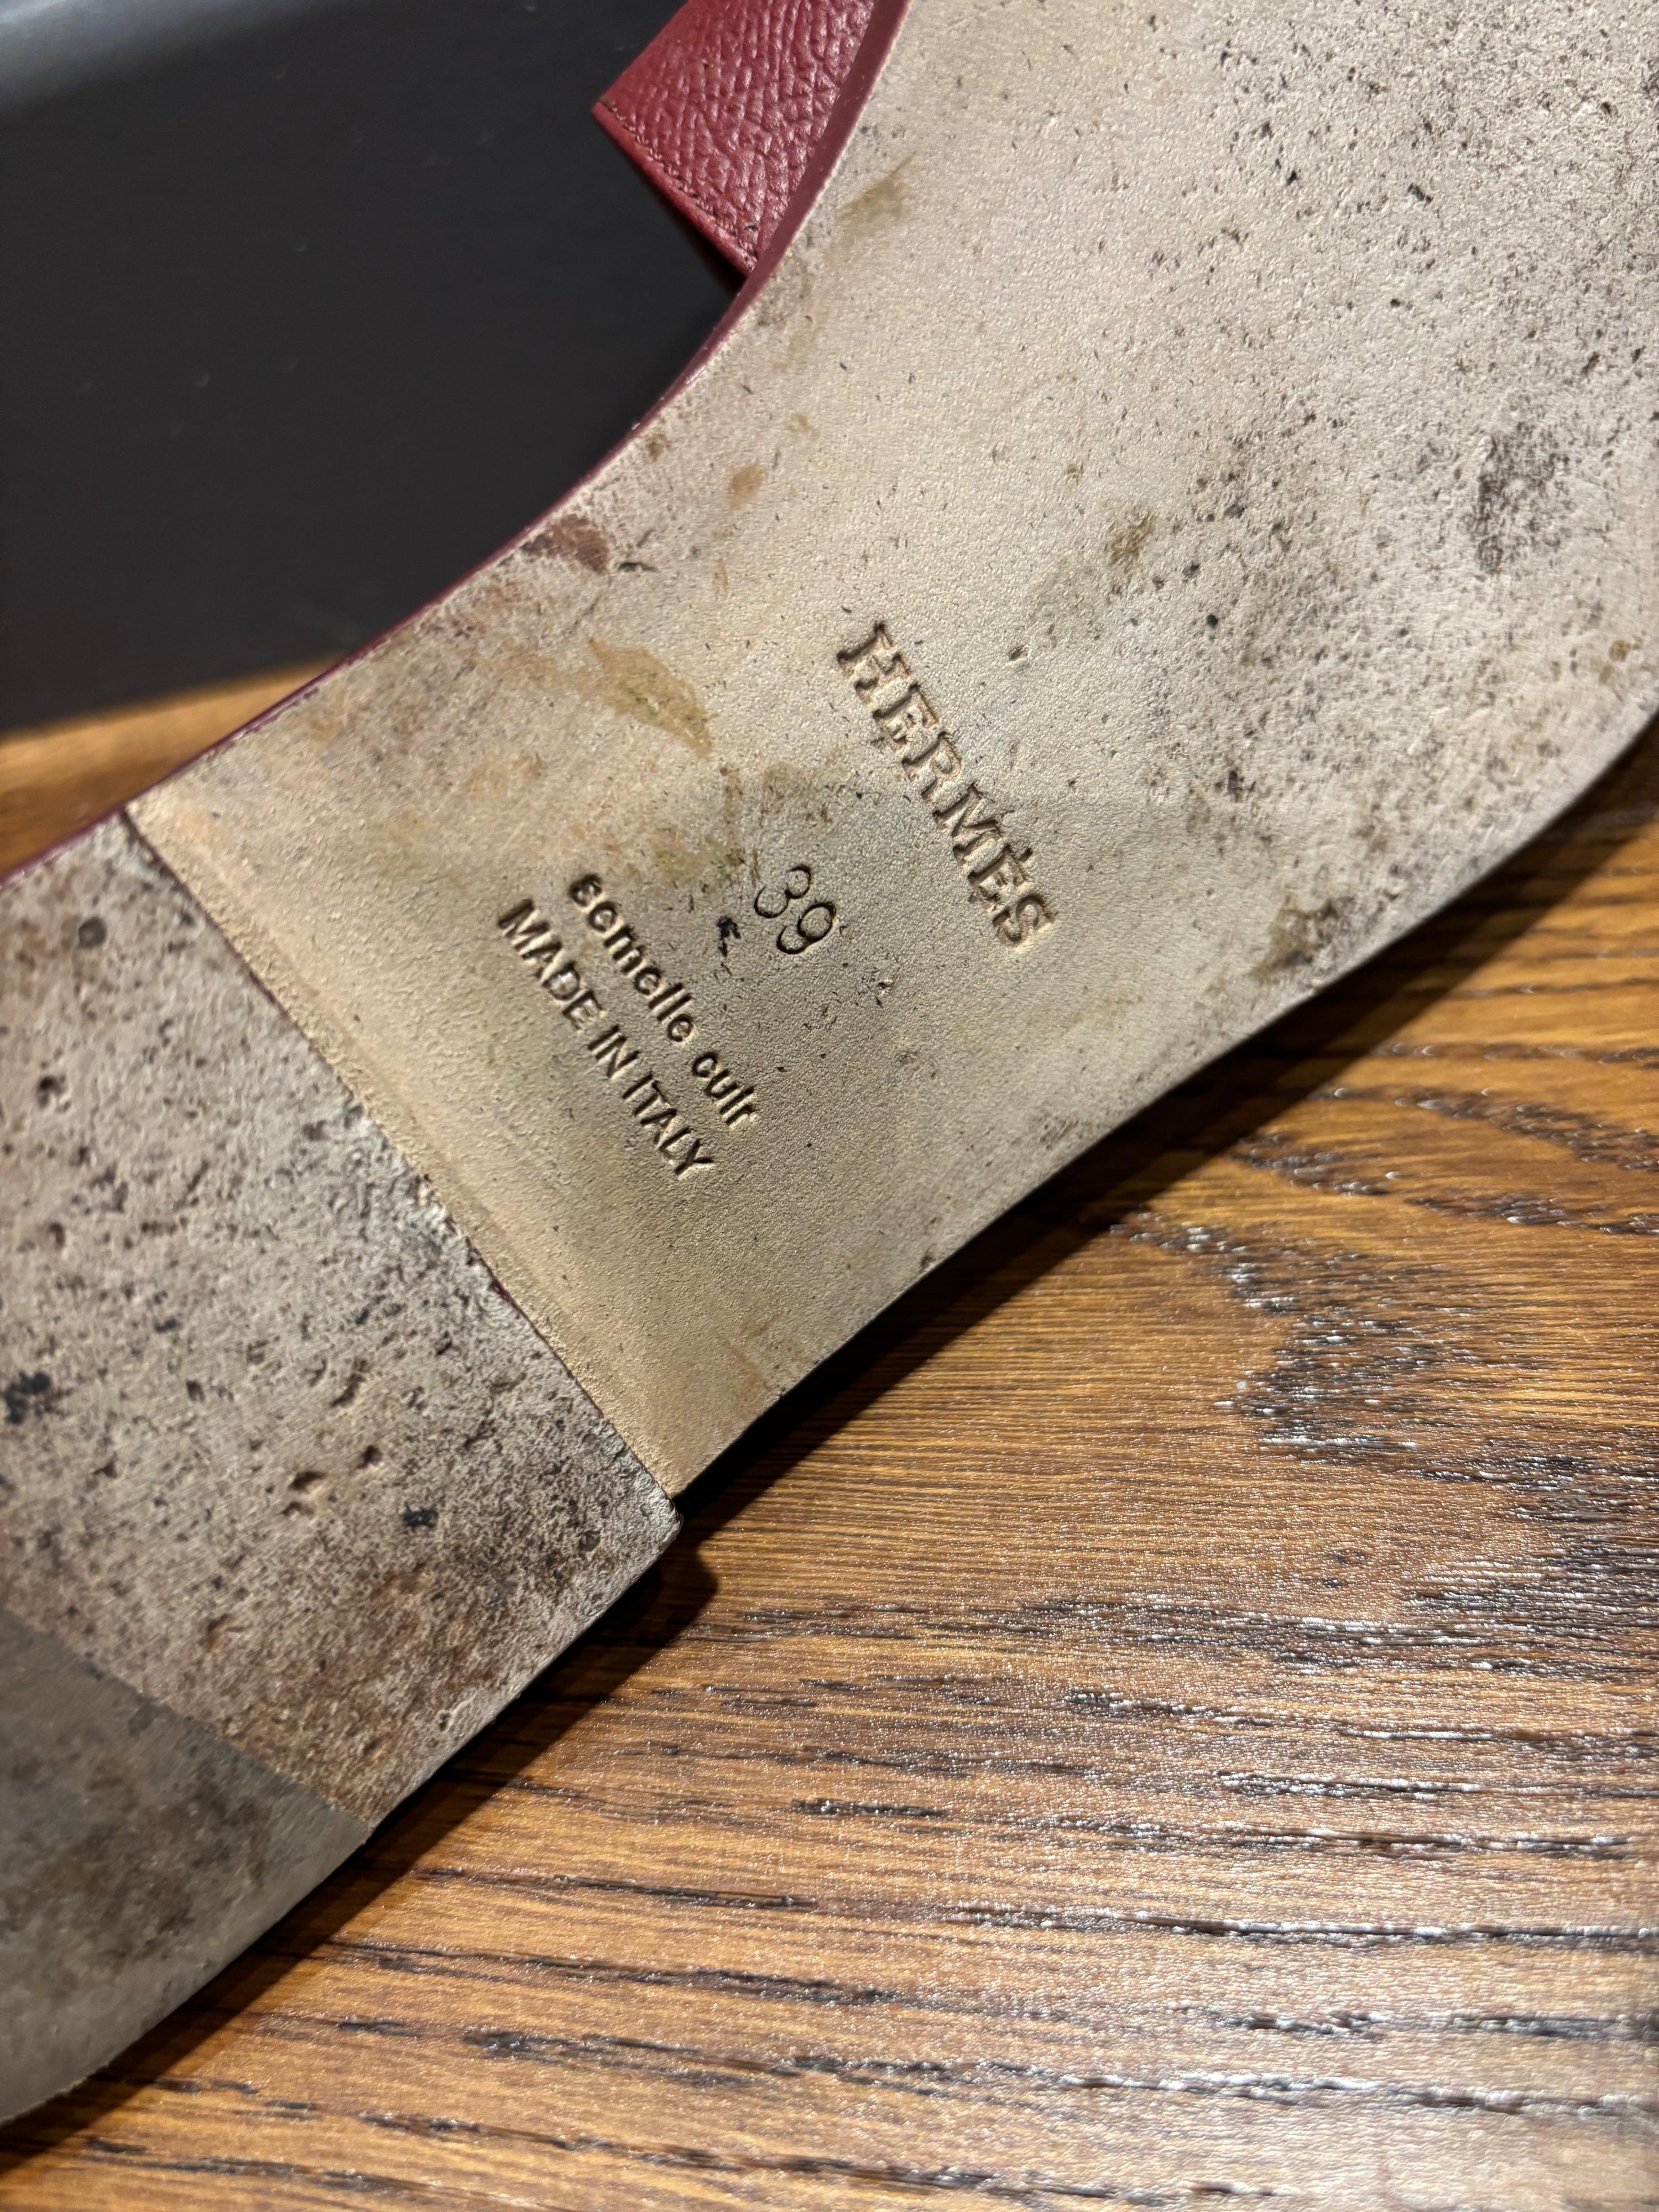 HERMÈS
39
semelle cuir
MADE IN ITALY